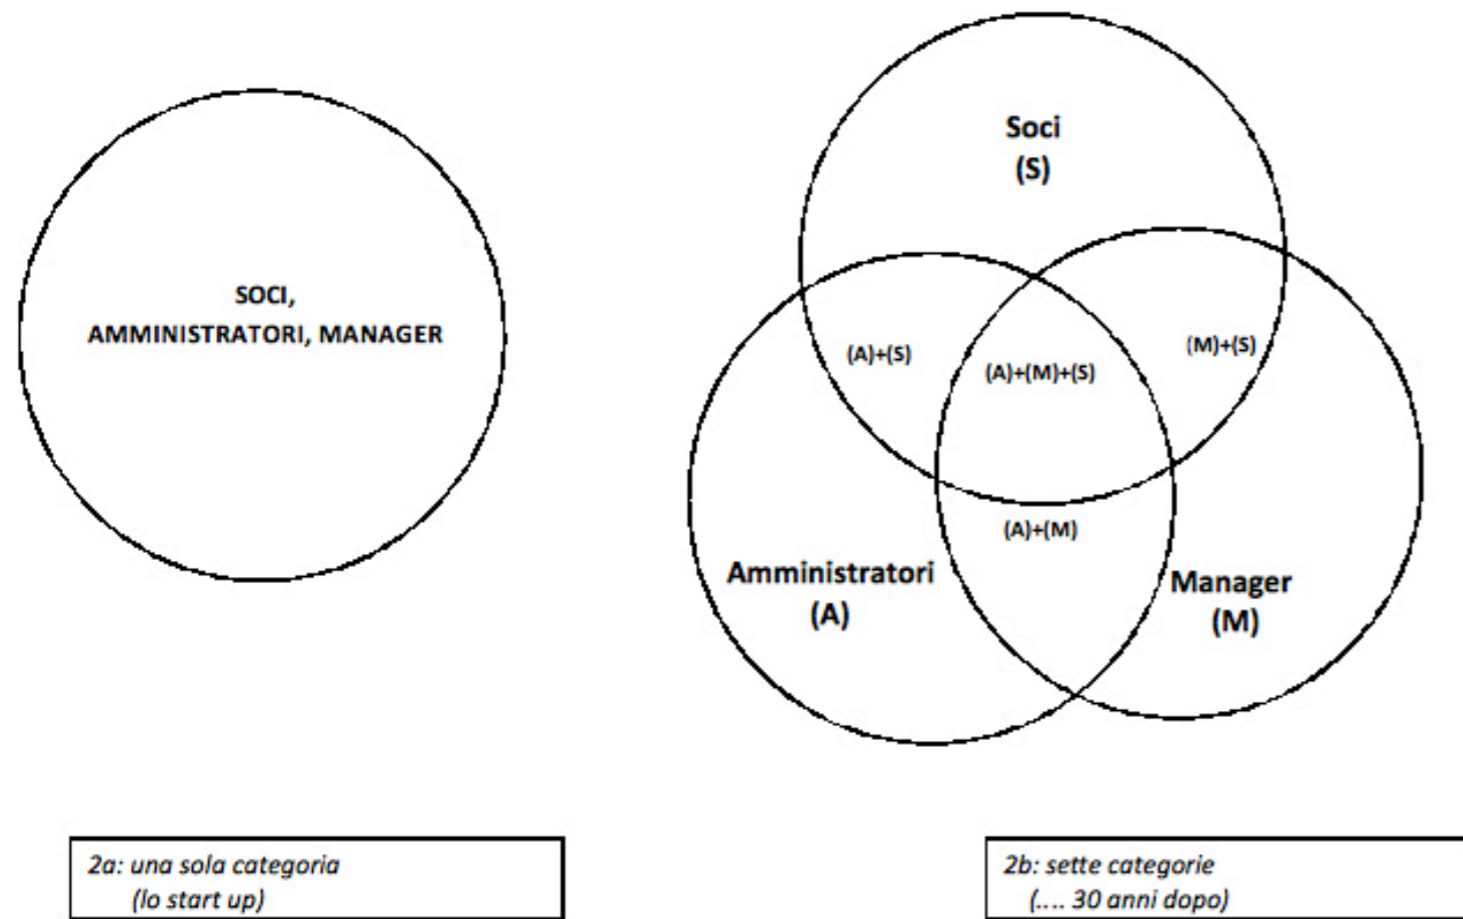 SOCI,
AMMINISTRATORI, MANAGER
2a: una sola categoria
(lo start up)
Soci
(S)
(A)+(S)
(A)+(M)+(S)
(M)+(S)
(A)+(M)
Amministratori
(A)
Manager
(M)
2b: sette categorie
(.... 30 anni dopo)